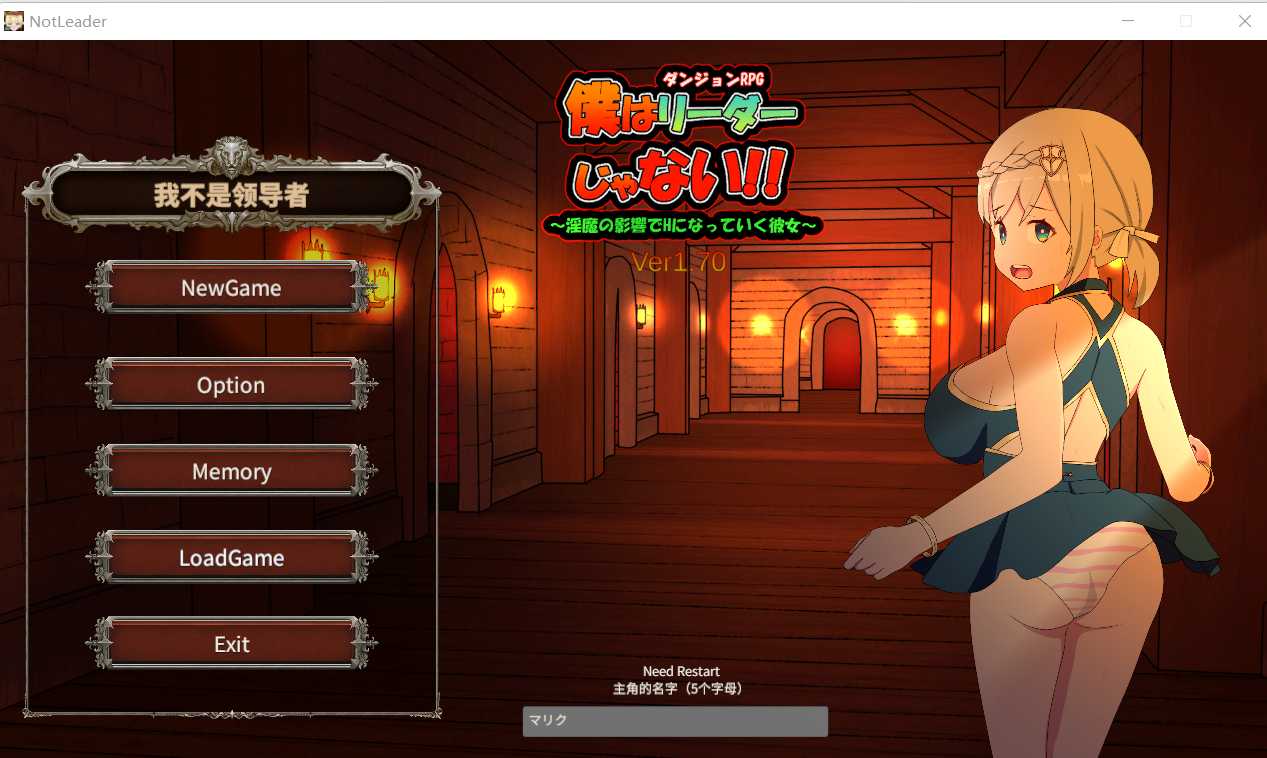 NotLeader
ダンジョンRPG
僕はリーダー
じゃない!!
～淫魔の影響でHになっていく彼女～
Ver1.70
我不是领导者
NewGame
Option
Memory
LoadGame
Exit
Need Restart
主角的名字（5个字母）
マリク